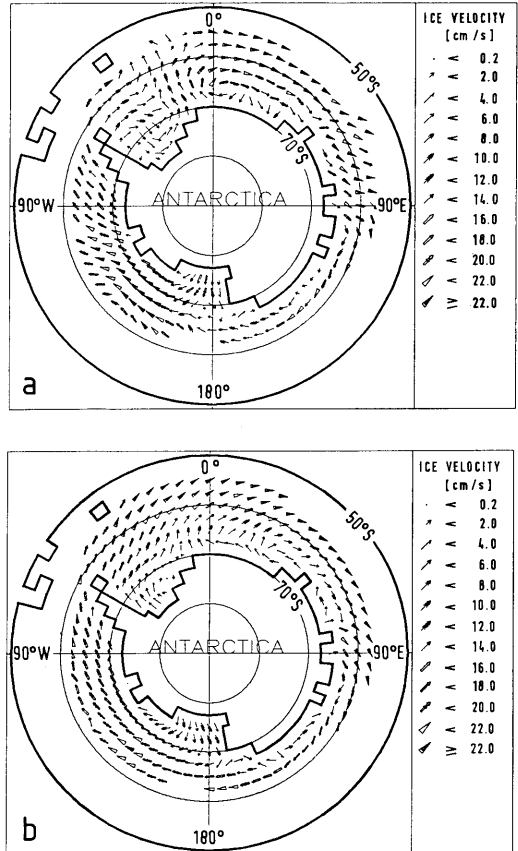 0°
50°S
70°S
90°W
ANTARCTICA
90°E
180°
a
ICE VELOCITY
[cm/s]
< 0.2
< 2.0
< 4.0
< 6.0
< 8.0
< 10.0
< 12.0
< 14.0
< 16.0
< 18.0
< 20.0
< 22.0
≥ 22.0
0°
50°S
70°S
90°W
ANTARCTICA
90°E
180°
b
ICE VELOCITY
[cm/s]
< 0.2
< 2.0
< 4.0
< 6.0
< 8.0
< 10.0
< 12.0
< 14.0
< 16.0
< 18.0
< 20.0
< 22.0
≥ 22.0